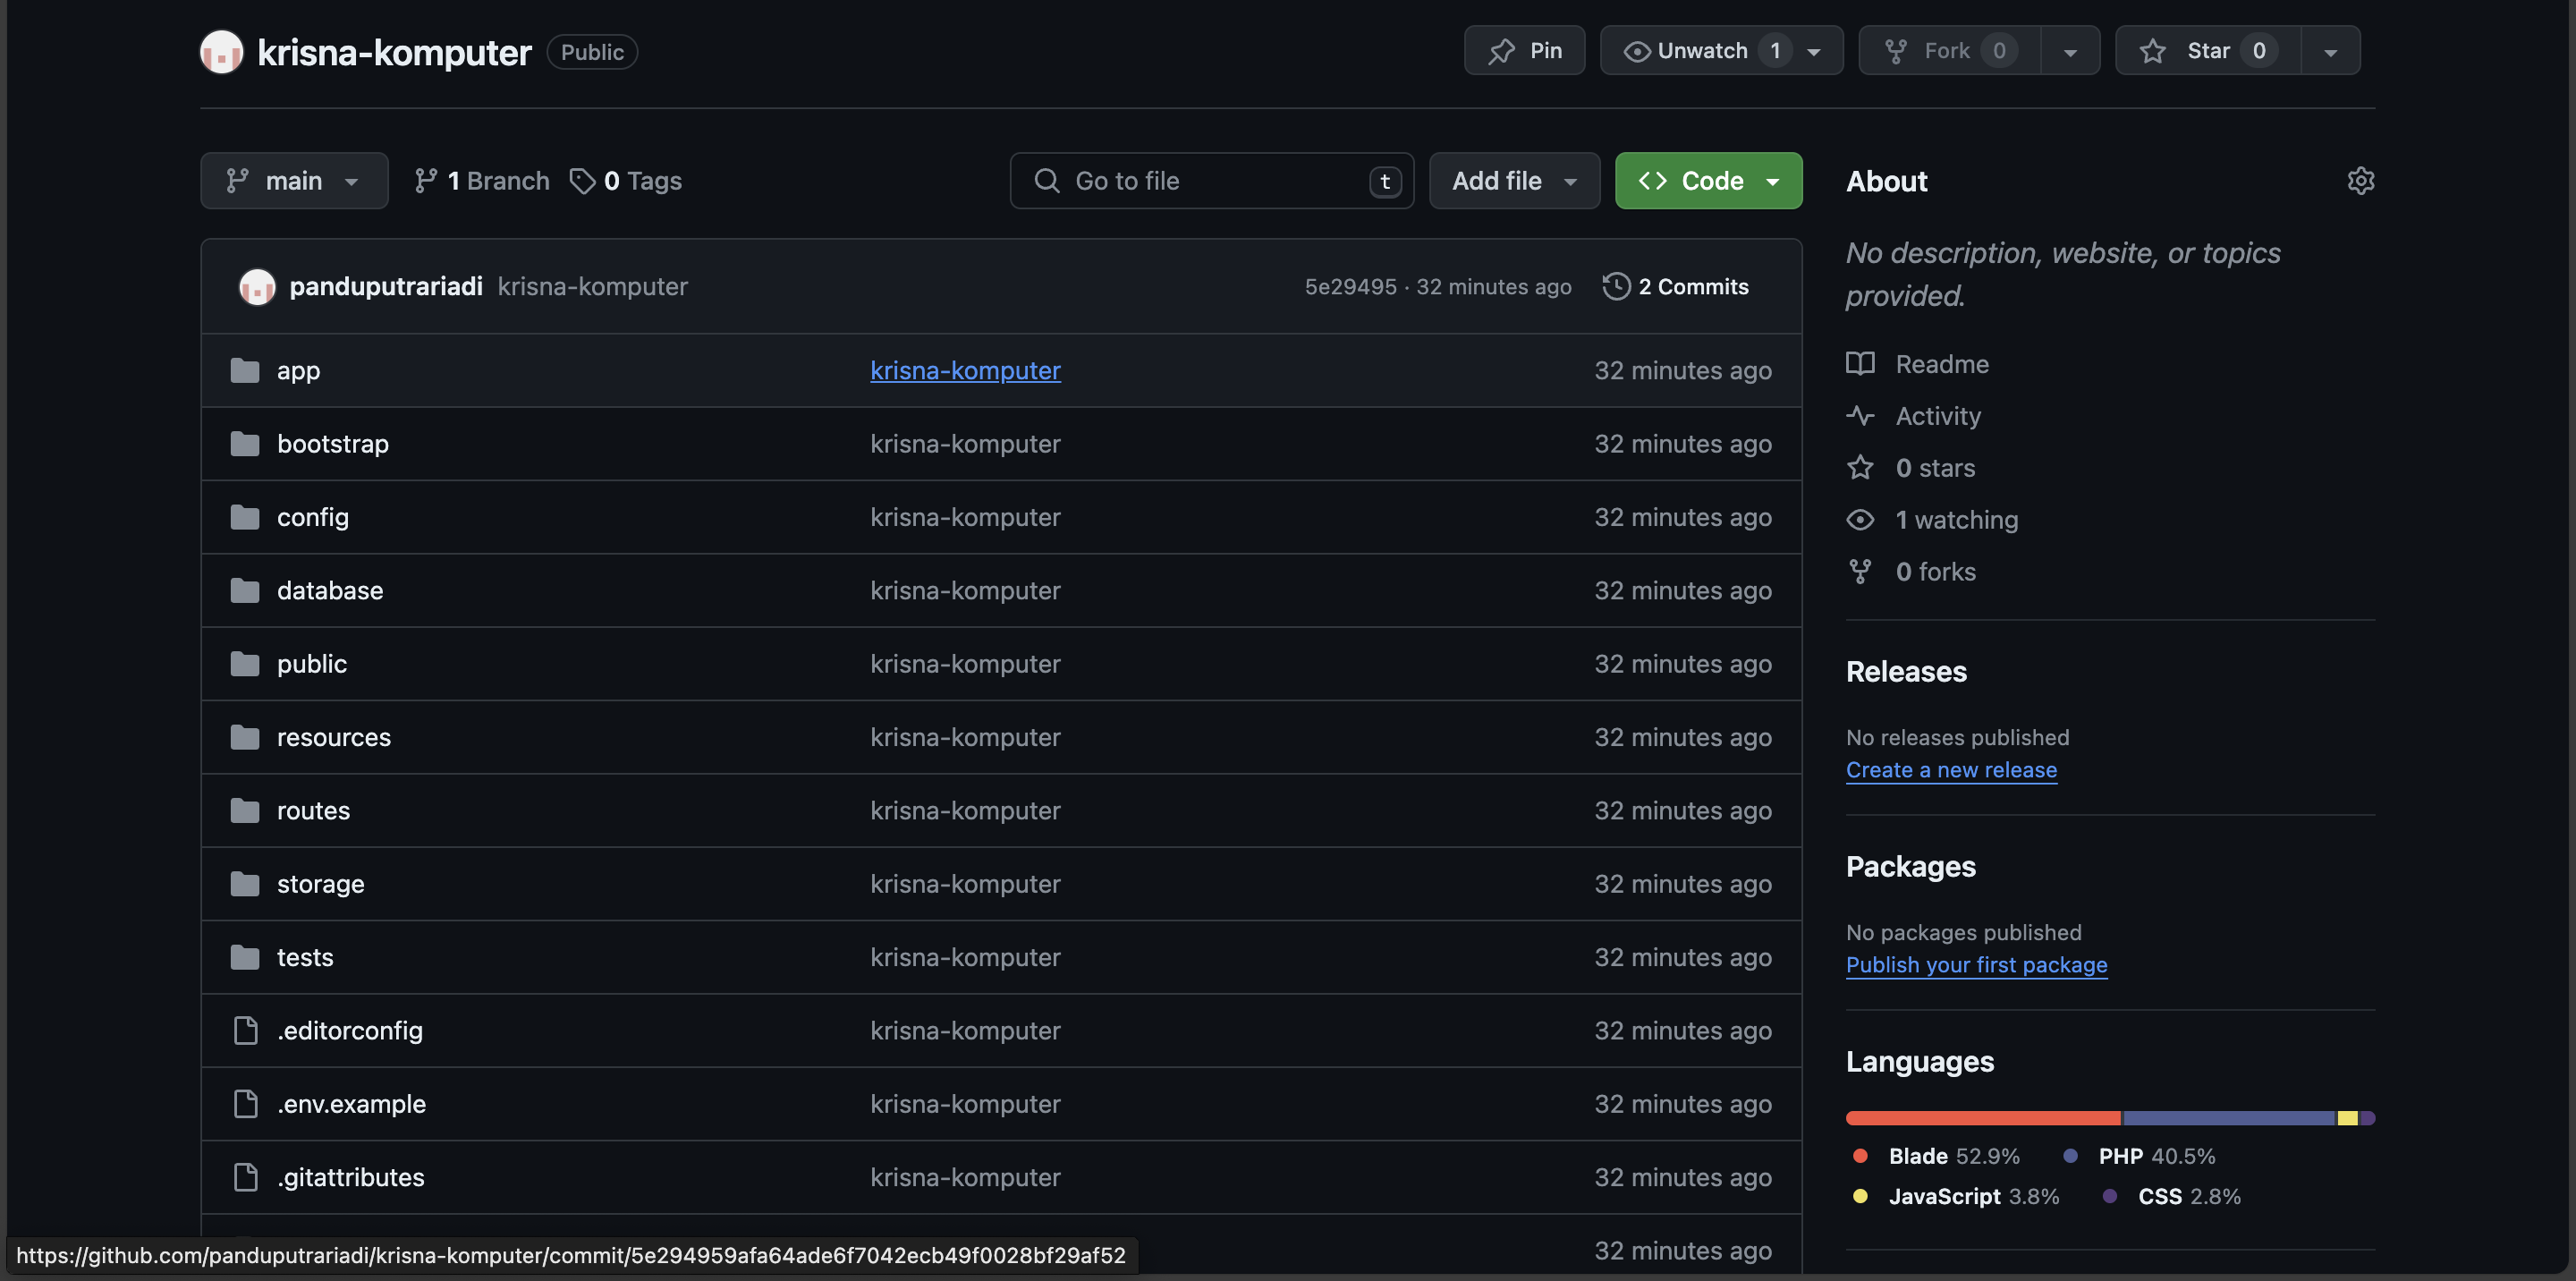 krisna-komputer Public Pin Unwatch 1 Fork 0 Star 0
main 1 Branch 0 Tags Go to file t Add file Code
panduputrariadi krisna-komputer 5e29495 · 32 minutes ago 2 Commits
app krisna-komputer 32 minutes ago
bootstrap krisna-komputer 32 minutes ago
config krisna-komputer 32 minutes ago
database krisna-komputer 32 minutes ago
public krisna-komputer 32 minutes ago
resources krisna-komputer 32 minutes ago
routes krisna-komputer 32 minutes ago
storage krisna-komputer 32 minutes ago
tests krisna-komputer 32 minutes ago
.editorconfig krisna-komputer 32 minutes ago
.env.example krisna-komputer 32 minutes ago
.gitattributes krisna-komputer 32 minutes ago
32 minutes ago
About
No description, website, or topics
provided.
Readme
Activity
0 stars
1 watching
0 forks
Releases
No releases published
Create a new release
Packages
No packages published
Publish your first package
Languages
Blade 52.9% PHP 40.5%
JavaScript 3.8% CSS 2.8%
https://github.com/panduputrariadi/krisna-komputer/commit/5e294959afa64ade6f7042ecb49f0028bf29af52